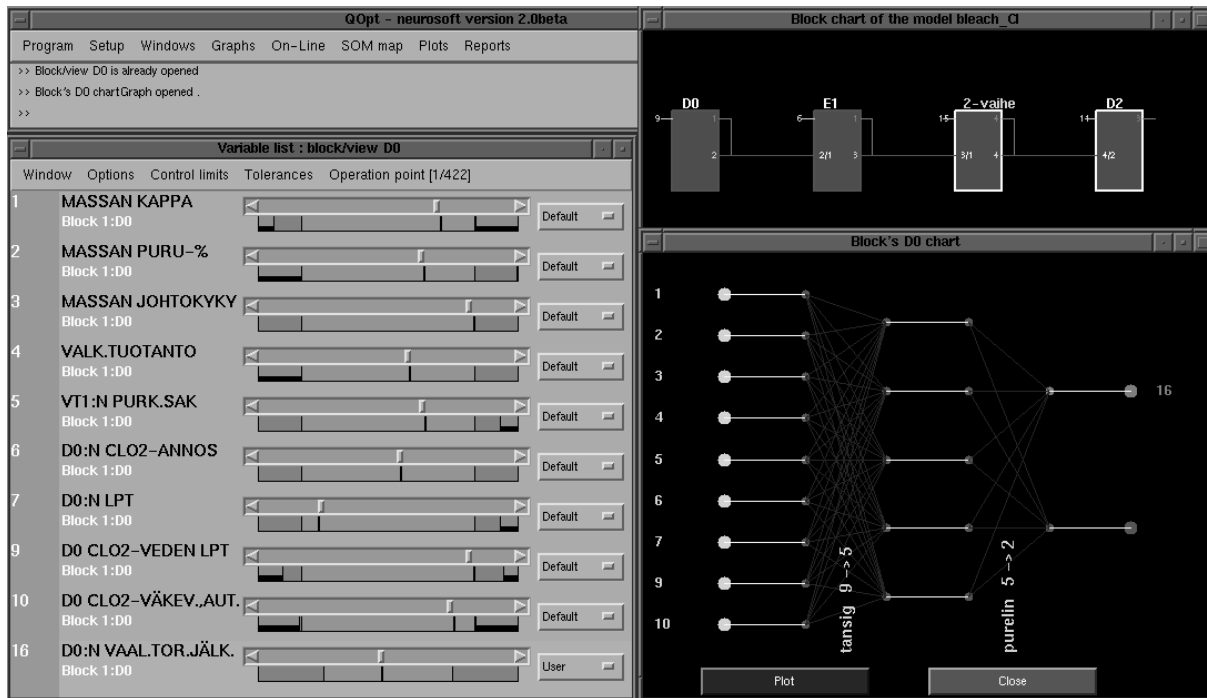 QOpt - neurosoft version 2.0beta
Program Setup Windows Graphs On-Line SOM map Plots Reports
>> Block/view D0 is already opened
>> Block's D0 chartGraph opened .
>>
Variable list : block/view D0
Window Options Control limits Tolerances Operation point [1/422]
1 MASSAN KAPPA
Block 1:D0
Default
2 MASSAN PURU-%
Block 1:D0
Default
3 MASSAN JOHTOKYKY
Block 1:D0
Default
4 VALK.TUOTANTO
Block 1:D0
Default
5 VT1:N PURK.SAK
Block 1:D0
Default
6 D0:N CLO2-ANNOS
Block 1:D0
Default
7 D0:N LPT
Block 1:D0
Default
9 D0 CLO2-VEDEN LPT
Block 1:D0
Default
10 D0 CLO2-VÄKEV.,AUT.
Block 1:D0
Default
16 D0:N VAAL.TOR.JÄLK.
Block 1:D0
User
Block chart of the model bleach_Cl
D0 E1 2-vaihe D2
9 1 6 1 15 4 14
2 2/1 3/1 4 4/2
Block's D0 chart
1
2
3
4
5
6
7
9
10
16
tansig 9 -> 5
purelin 5 -> 2
Plot Close